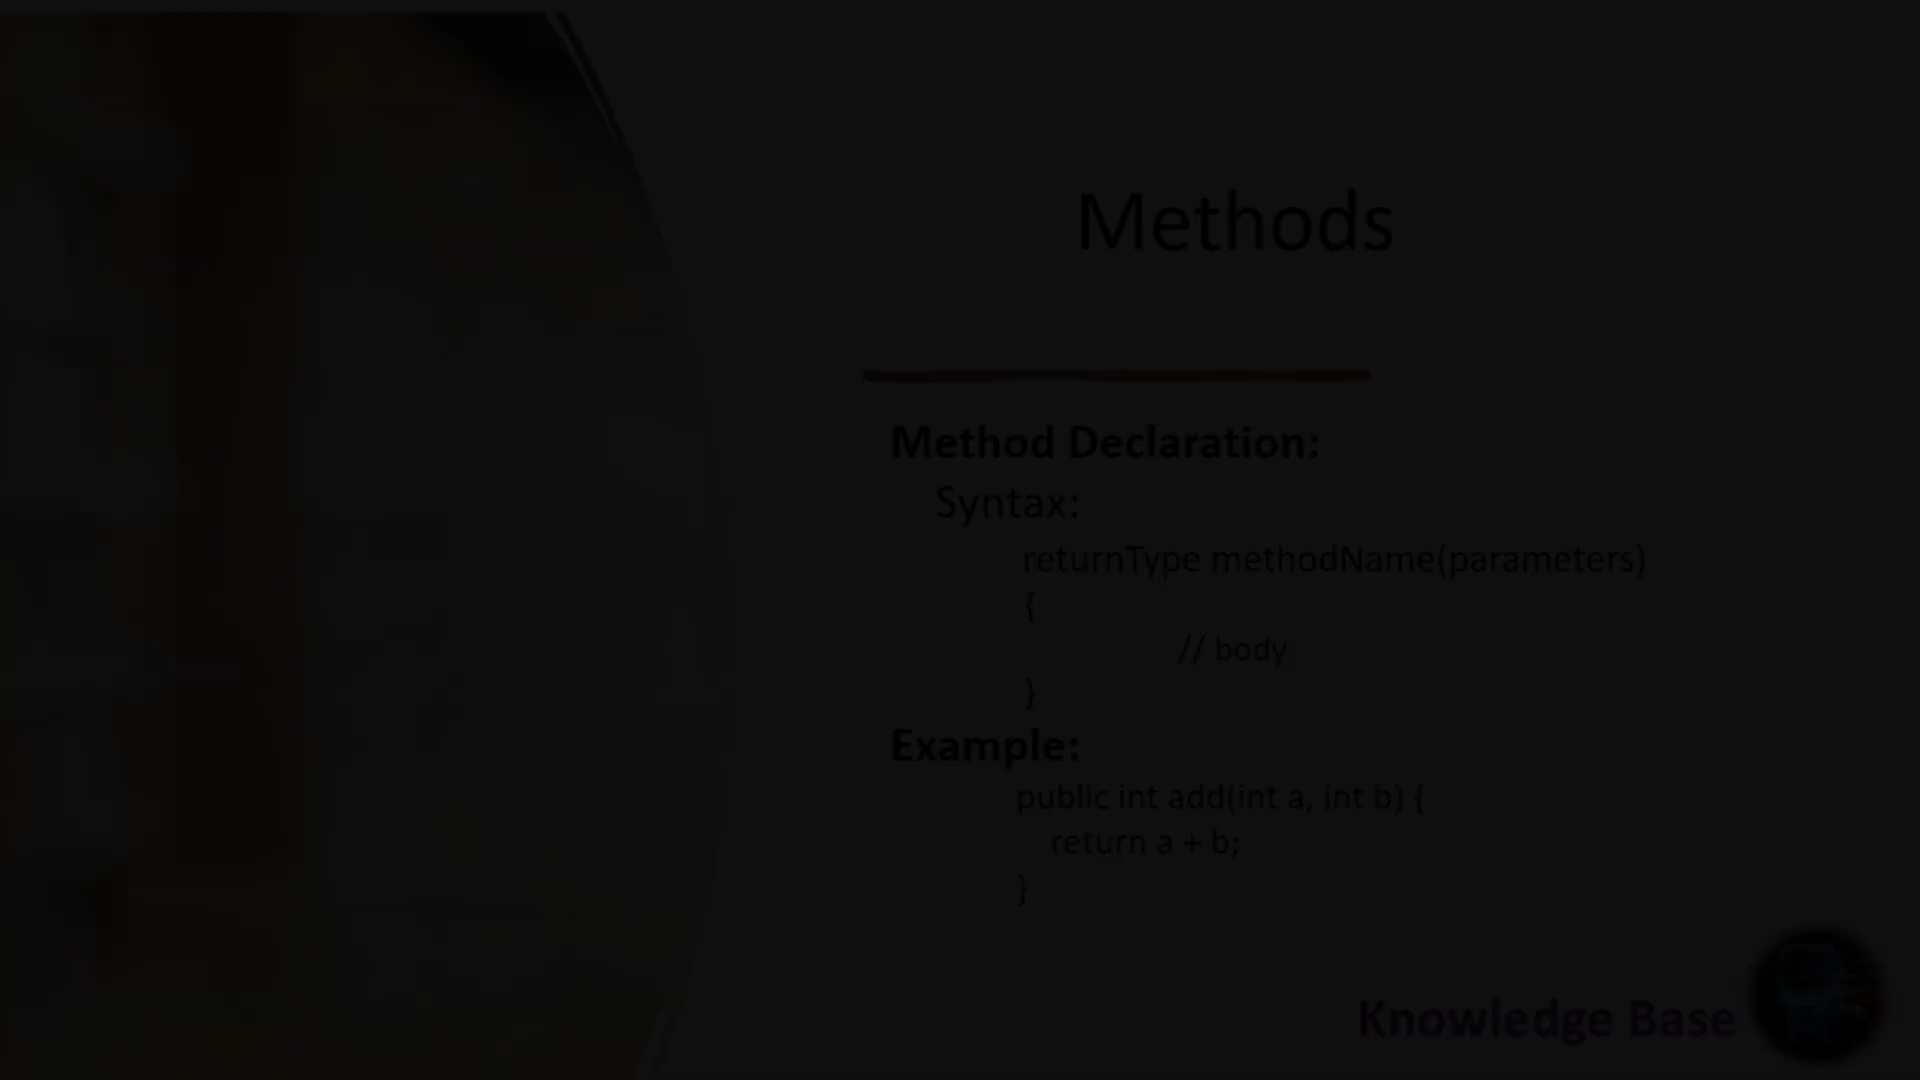 Methods
Method Declaration:
Syntax:
returnType methodName(parameters)
{
// body
}
Example:
public int add(int a, int b) {
return a + b;
}
Knowledge Base